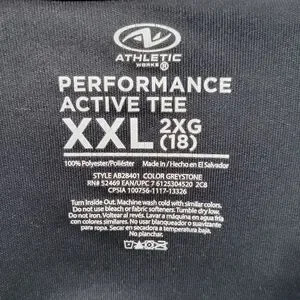 ATHLETIC
WORKS®
PERFORMANCE
ACTIVE TEE
XXL 2XG
(18)
100% Polyester/Poliéster Made in / Hecho en El Salvador
STYLE AB28401 COLOR GREYSTONE
RN# 52469 EAN/UPC 7 6125304520 2C8
CPSIA 100756-1117-13326
Turn Inside Out. Machine wash cold with similar colors.
Do not use bleach or fabric softeners. Tumble dry low.
Do not iron. Voltear al revés. Lavar a máquina en agua fría
con colores similares. No usar blanqueador o suavizante
para ropa. Secar en secadora a temperatura baja.
No planchar.